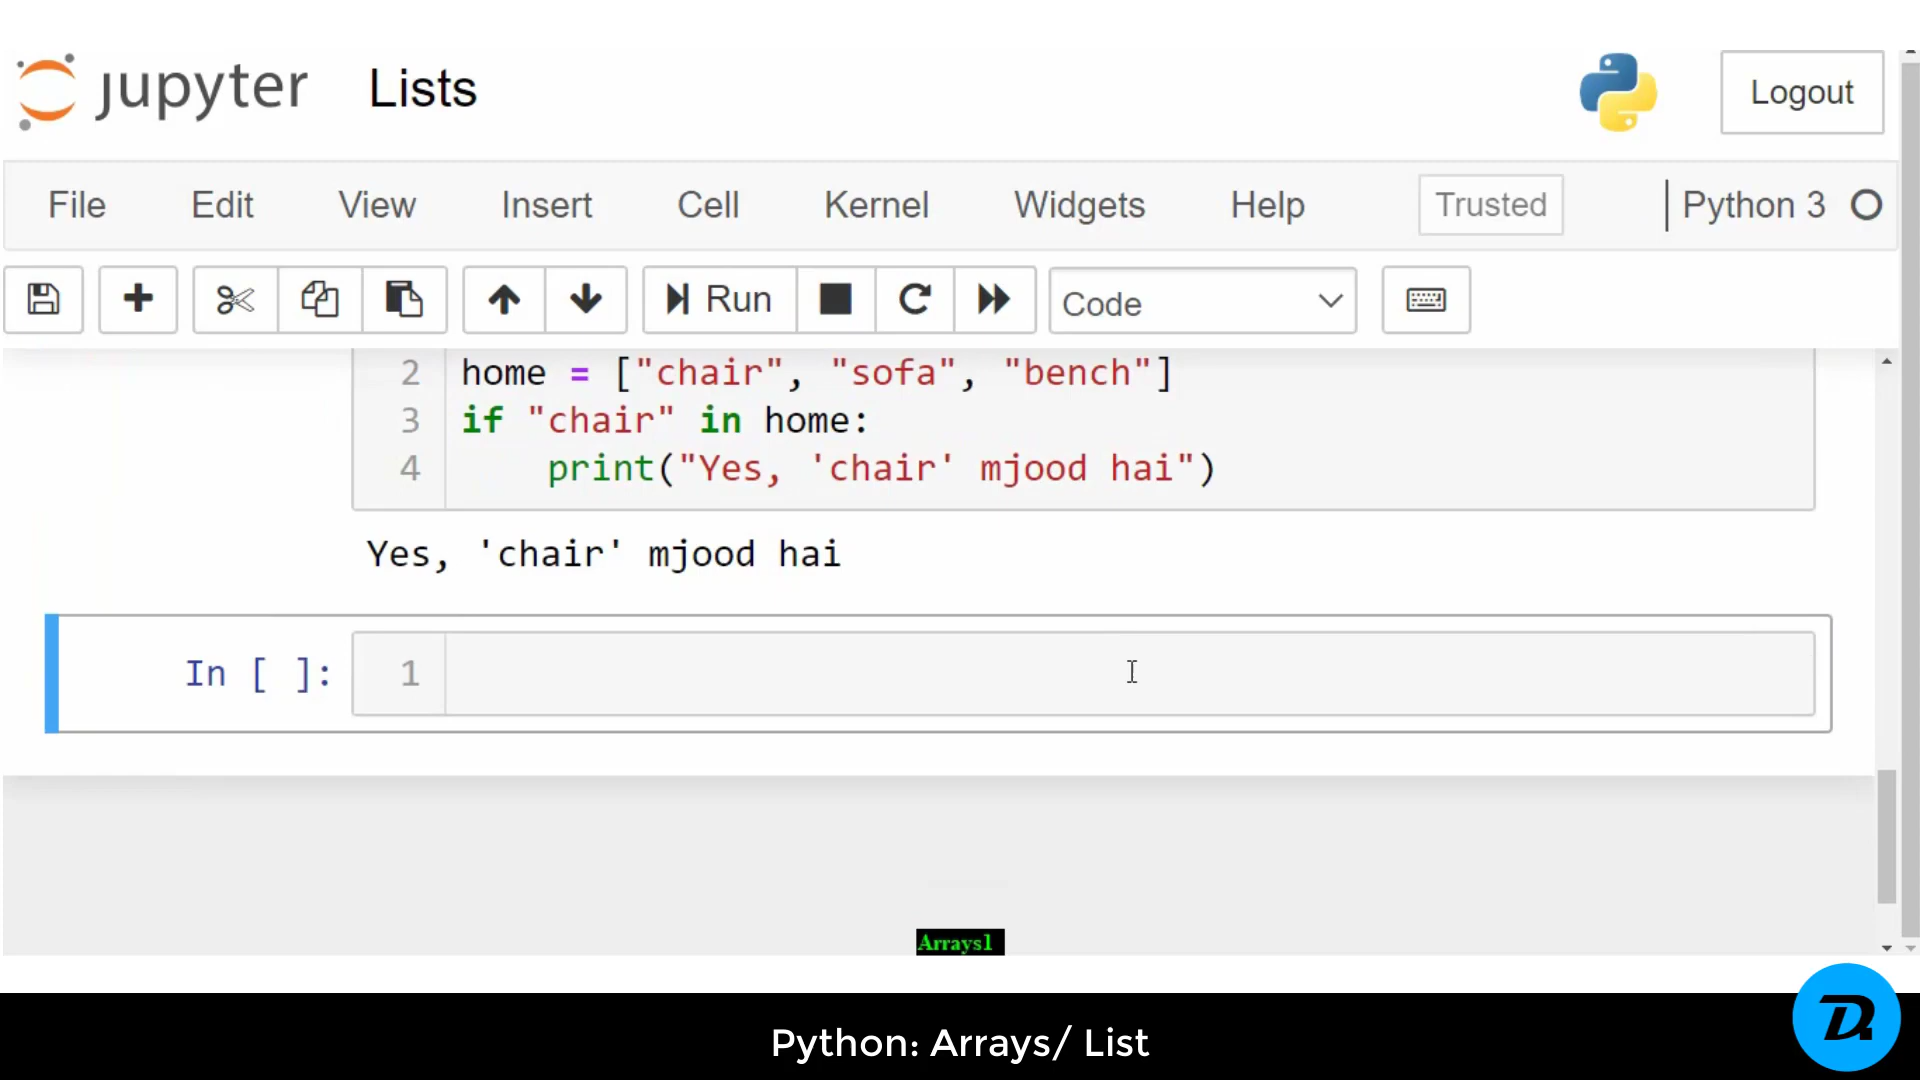 jupyter Lists
Logout
File Edit View Insert Cell Kernel Widgets Help Trusted Python 3
Run Code
2 home = ["chair", "sofa", "bench"]
3 if "chair" in home:
4 print("Yes, 'chair' mjood hai")
Yes, 'chair' mjood hai
In [ ]: 1
Arrays1
Python: Arrays/ List